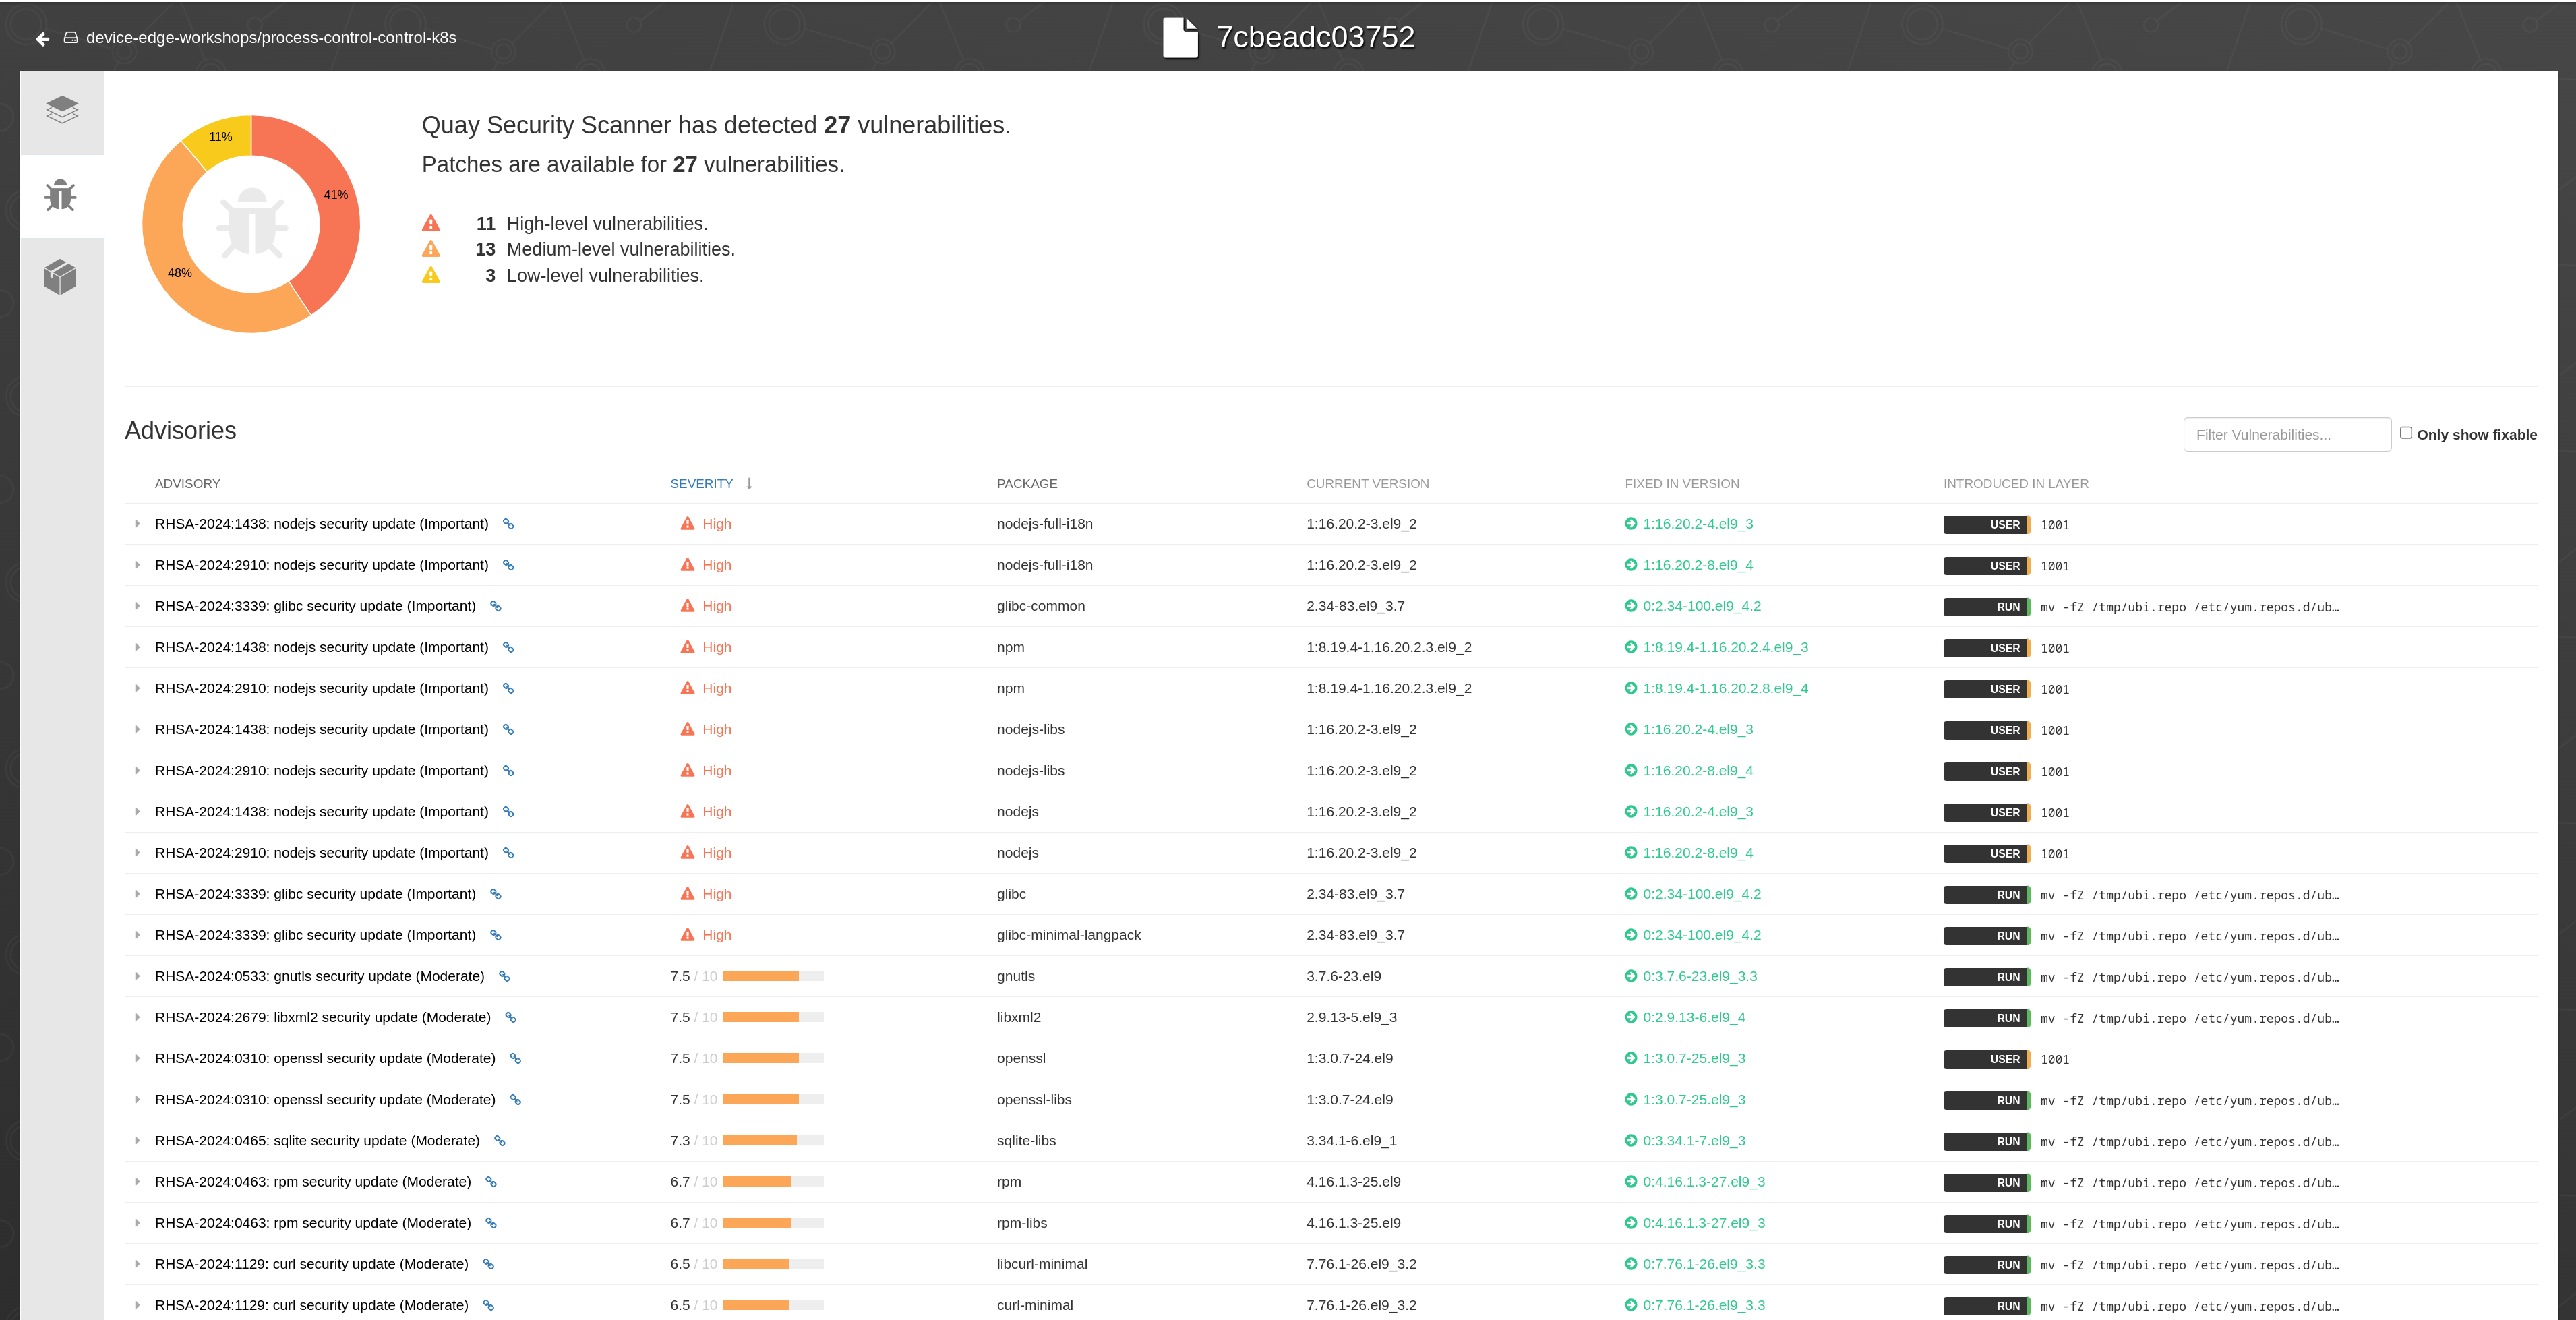 device-edge-workshops/process-control-control-k8s
7cbeadc03752
11%
41%
48%
Quay Security Scanner has detected 27 vulnerabilities.
Patches are available for 27 vulnerabilities.
11 High-level vulnerabilities.
13 Medium-level vulnerabilities.
3 Low-level vulnerabilities.
Advisories
Filter Vulnerabilities... Only show fixable
ADVISORY SEVERITY PACKAGE CURRENT VERSION FIXED IN VERSION INTRODUCED IN LAYER
RHSA-2024:1438: nodejs security update (Important) High nodejs-full-i18n 1:16.20.2-3.el9_2 1:16.20.2-4.el9_3 USER 1001
RHSA-2024:2910: nodejs security update (Important) High nodejs-full-i18n 1:16.20.2-3.el9_2 1:16.20.2-8.el9_4 USER 1001
RHSA-2024:3339: glibc security update (Important) High glibc-common 2.34-83.el9_3.7 0:2.34-100.el9_4.2 RUN mv -fZ /tmp/ubi.repo /etc/yum.repos.d/ub…
RHSA-2024:1438: nodejs security update (Important) High npm 1:8.19.4-1.16.20.2.3.el9_2 1:8.19.4-1.16.20.2.4.el9_3 USER 1001
RHSA-2024:2910: nodejs security update (Important) High npm 1:8.19.4-1.16.20.2.3.el9_2 1:8.19.4-1.16.20.2.8.el9_4 USER 1001
RHSA-2024:1438: nodejs security update (Important) High nodejs-libs 1:16.20.2-3.el9_2 1:16.20.2-4.el9_3 USER 1001
RHSA-2024:2910: nodejs security update (Important) High nodejs-libs 1:16.20.2-3.el9_2 1:16.20.2-8.el9_4 USER 1001
RHSA-2024:1438: nodejs security update (Important) High nodejs 1:16.20.2-3.el9_2 1:16.20.2-4.el9_3 USER 1001
RHSA-2024:2910: nodejs security update (Important) High nodejs 1:16.20.2-3.el9_2 1:16.20.2-8.el9_4 USER 1001
RHSA-2024:3339: glibc security update (Important) High glibc 2.34-83.el9_3.7 0:2.34-100.el9_4.2 RUN mv -fZ /tmp/ubi.repo /etc/yum.repos.d/ub…
RHSA-2024:3339: glibc security update (Important) High glibc-minimal-langpack 2.34-83.el9_3.7 0:2.34-100.el9_4.2 RUN mv -fZ /tmp/ubi.repo /etc/yum.repos.d/ub…
RHSA-2024:0533: gnutls security update (Moderate) 7.5 / 10 gnutls 3.7.6-23.el9 0:3.7.6-23.el9_3.3 RUN mv -fZ /tmp/ubi.repo /etc/yum.repos.d/ub…
RHSA-2024:2679: libxml2 security update (Moderate) 7.5 / 10 libxml2 2.9.13-5.el9_3 0:2.9.13-6.el9_4 RUN mv -fZ /tmp/ubi.repo /etc/yum.repos.d/ub…
RHSA-2024:0310: openssl security update (Moderate) 7.5 / 10 openssl 1:3.0.7-24.el9 1:3.0.7-25.el9_3 USER 1001
RHSA-2024:0310: openssl security update (Moderate) 7.5 / 10 openssl-libs 1:3.0.7-24.el9 1:3.0.7-25.el9_3 RUN mv -fZ /tmp/ubi.repo /etc/yum.repos.d/ub…
RHSA-2024:0465: sqlite security update (Moderate) 7.3 / 10 sqlite-libs 3.34.1-6.el9_1 0:3.34.1-7.el9_3 RUN mv -fZ /tmp/ubi.repo /etc/yum.repos.d/ub…
RHSA-2024:0463: rpm security update (Moderate) 6.7 / 10 rpm 4.16.1.3-25.el9 0:4.16.1.3-27.el9_3 RUN mv -fZ /tmp/ubi.repo /etc/yum.repos.d/ub…
RHSA-2024:0463: rpm security update (Moderate) 6.7 / 10 rpm-libs 4.16.1.3-25.el9 0:4.16.1.3-27.el9_3 RUN mv -fZ /tmp/ubi.repo /etc/yum.repos.d/ub…
RHSA-2024:1129: curl security update (Moderate) 6.5 / 10 libcurl-minimal 7.76.1-26.el9_3.2 0:7.76.1-26.el9_3.3 RUN mv -fZ /tmp/ubi.repo /etc/yum.repos.d/ub…
RHSA-2024:1129: curl security update (Moderate) 6.5 / 10 curl-minimal 7.76.1-26.el9_3.2 0:7.76.1-26.el9_3.3 RUN mv -fZ /tmp/ubi.repo /etc/yum.repos.d/ub…